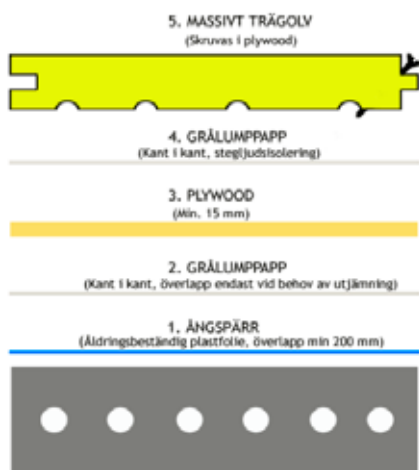 5. MASSIVT TRÄGOLV
(Skruvas i plywood)
4. GRÅLUMPPAPP
(Kant i kant, stegljudsisolering)
3. PLYWOOD
(Min. 15 mm)
2. GRÅLUMPPAPP
(Kant i kant, överlapp endast vid behov av utjämning)
1. ÅNGSPÄRR
(Åldringsbeständig plastfolie, överlapp min 200 mm)